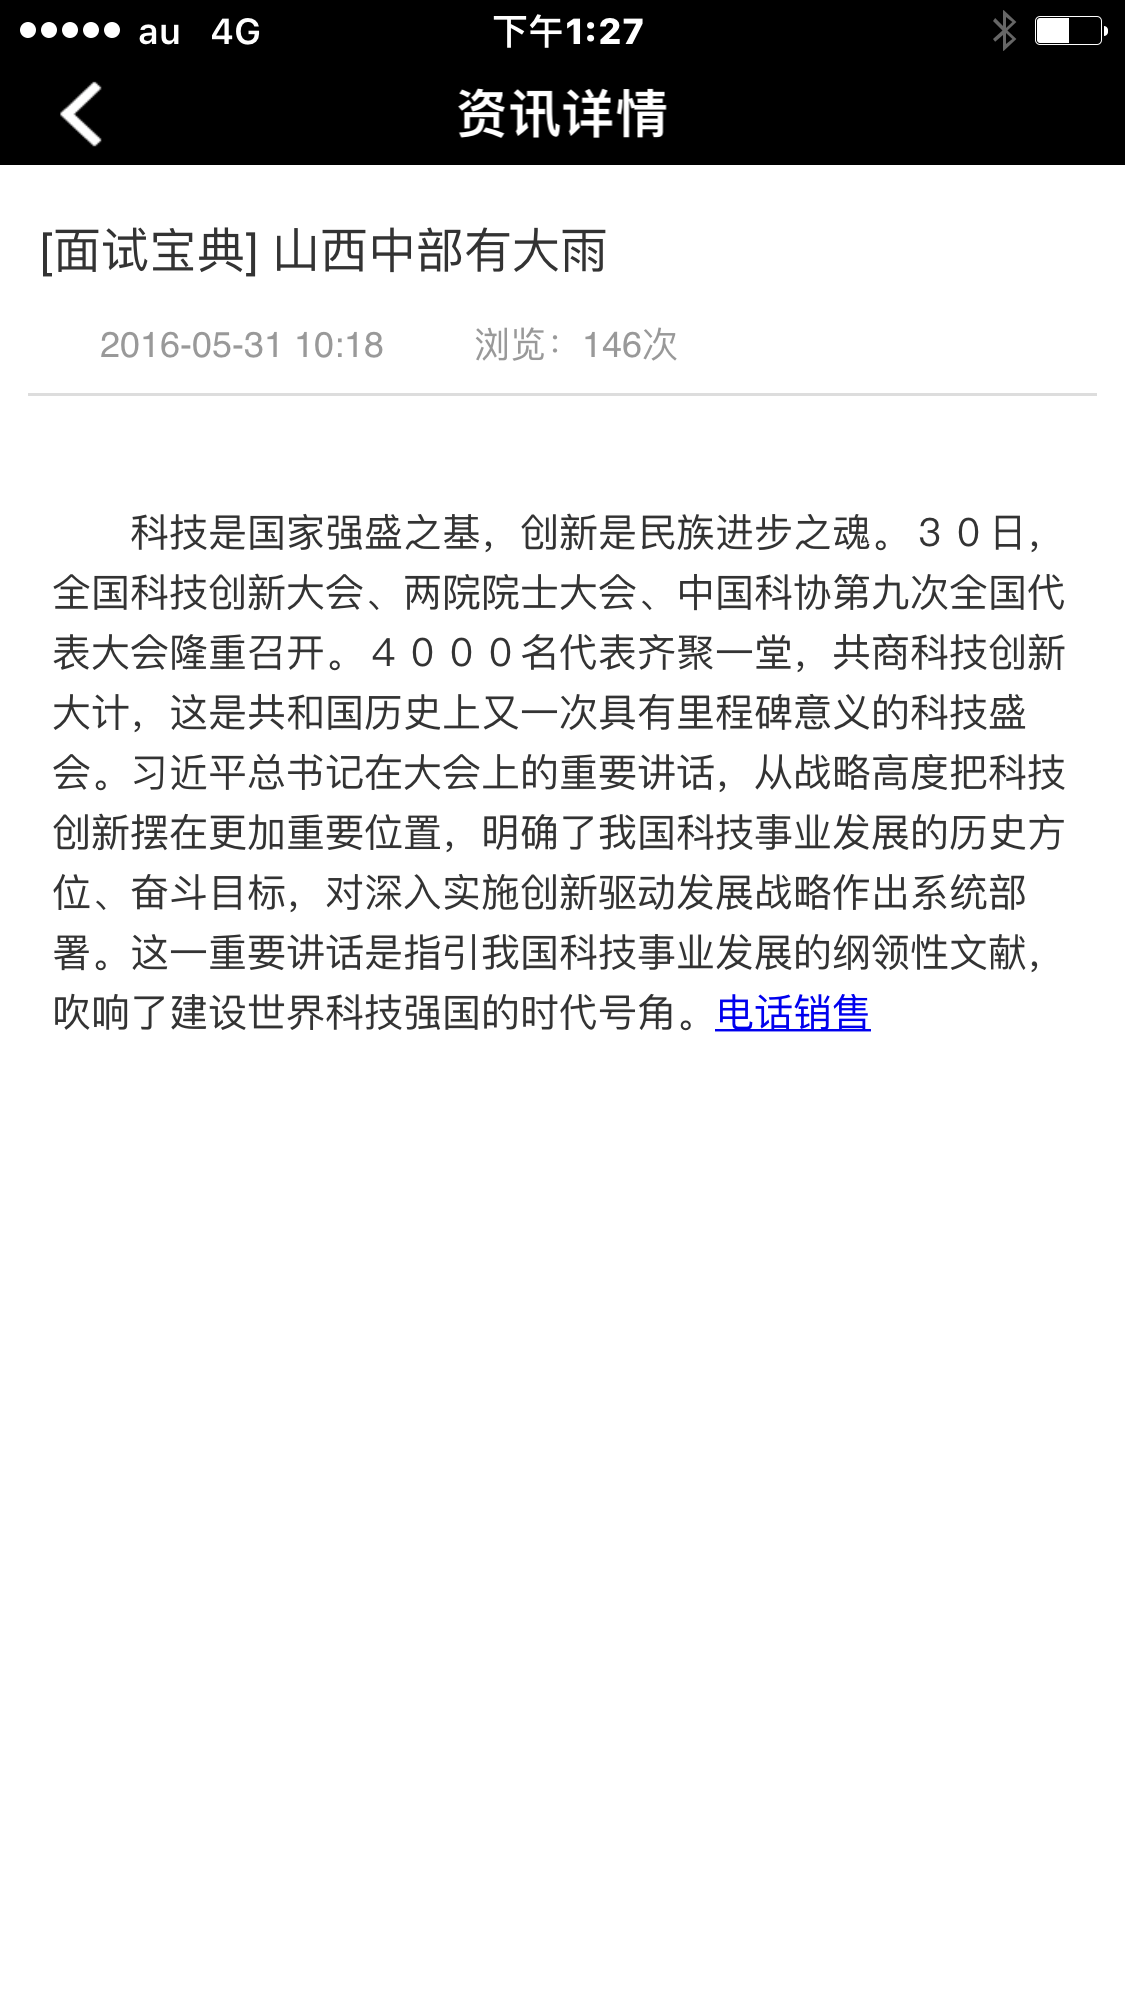 au 4G 下午1:27
资讯详情
[面试宝典] 山西中部有大雨
2016-05-31 10:18 浏览：146次
科技是国家强盛之基，创新是民族进步之魂。３０日，
全国科技创新大会、两院院士大会、中国科协第九次全国代
表大会隆重召开。４０００名代表齐聚一堂，共商科技创新
大计，这是共和国历史上又一次具有里程碑意义的科技盛
会。习近平总书记在大会上的重要讲话，从战略高度把科技
创新摆在更加重要位置，明确了我国科技事业发展的历史方
位、奋斗目标，对深入实施创新驱动发展战略作出系统部
署。这一重要讲话是指引我国科技事业发展的纲领性文献，
吹响了建设世界科技强国的时代号角。电话销售